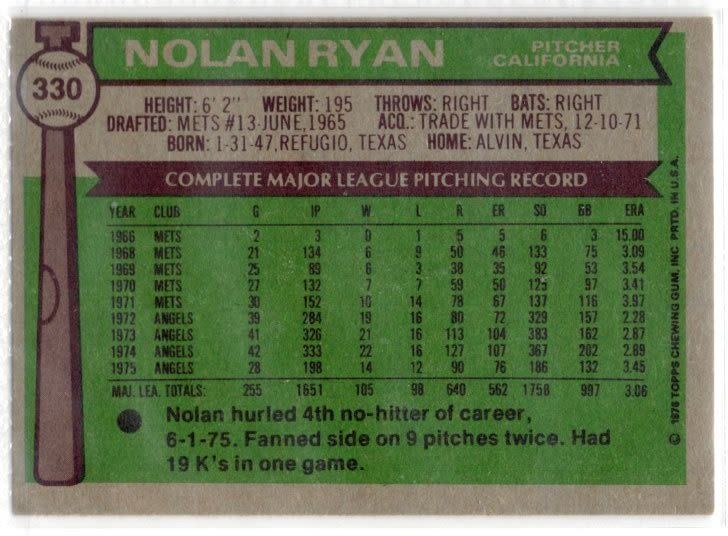 T
330
NOLAN RYAN
PITCHER
CALIFORNIA
HEIGHT: 6' 2" WEIGHT: 195 THROWS: RIGHT BATS: RIGHT
DRAFTED: METS #13-JUNE, 1965 ACQ.: TRADE WITH METS, 12-10-71
BORN: 1-31-47, REFUGIO, TEXAS HOME: ALVIN, TEXAS
COMPLETE MAJOR LEAGUE PITCHING RECORD
YEAR CLUB G IP W L R ER SO BB ERA
1966 METS 2 3 0 1 5 5 6 3 15.00
1968 METS 21 134 6 9 50 46 133 75 3.09
1969 METS 25 89 6 3 38 35 92 53 3.54
1970 METS 27 132 7 7 59 50 125 97 3.41
1971 METS 30 152 10 14 78 67 137 116 3.97
1972 ANGELS 39 284 19 16 80 72 329 157 2.28
1973 ANGELS 41 326 21 16 113 104 383 162 2.87
1974 ANGELS 42 333 22 16 127 107 367 202 2.89
1975 ANGELS 28 198 14 12 90 76 186 132 3.45
MAJ. LEA. TOTALS: 255 1651 105 98 640 562 1758 997 3.06
Nolan hurled 4th no-hitter of career,
6-1-75. Fanned side on 9 pitches twice. Had
19 K's in one game.
© 1976 TOPPS CHEWING GUM, INC PRTD. IN U.S.A.